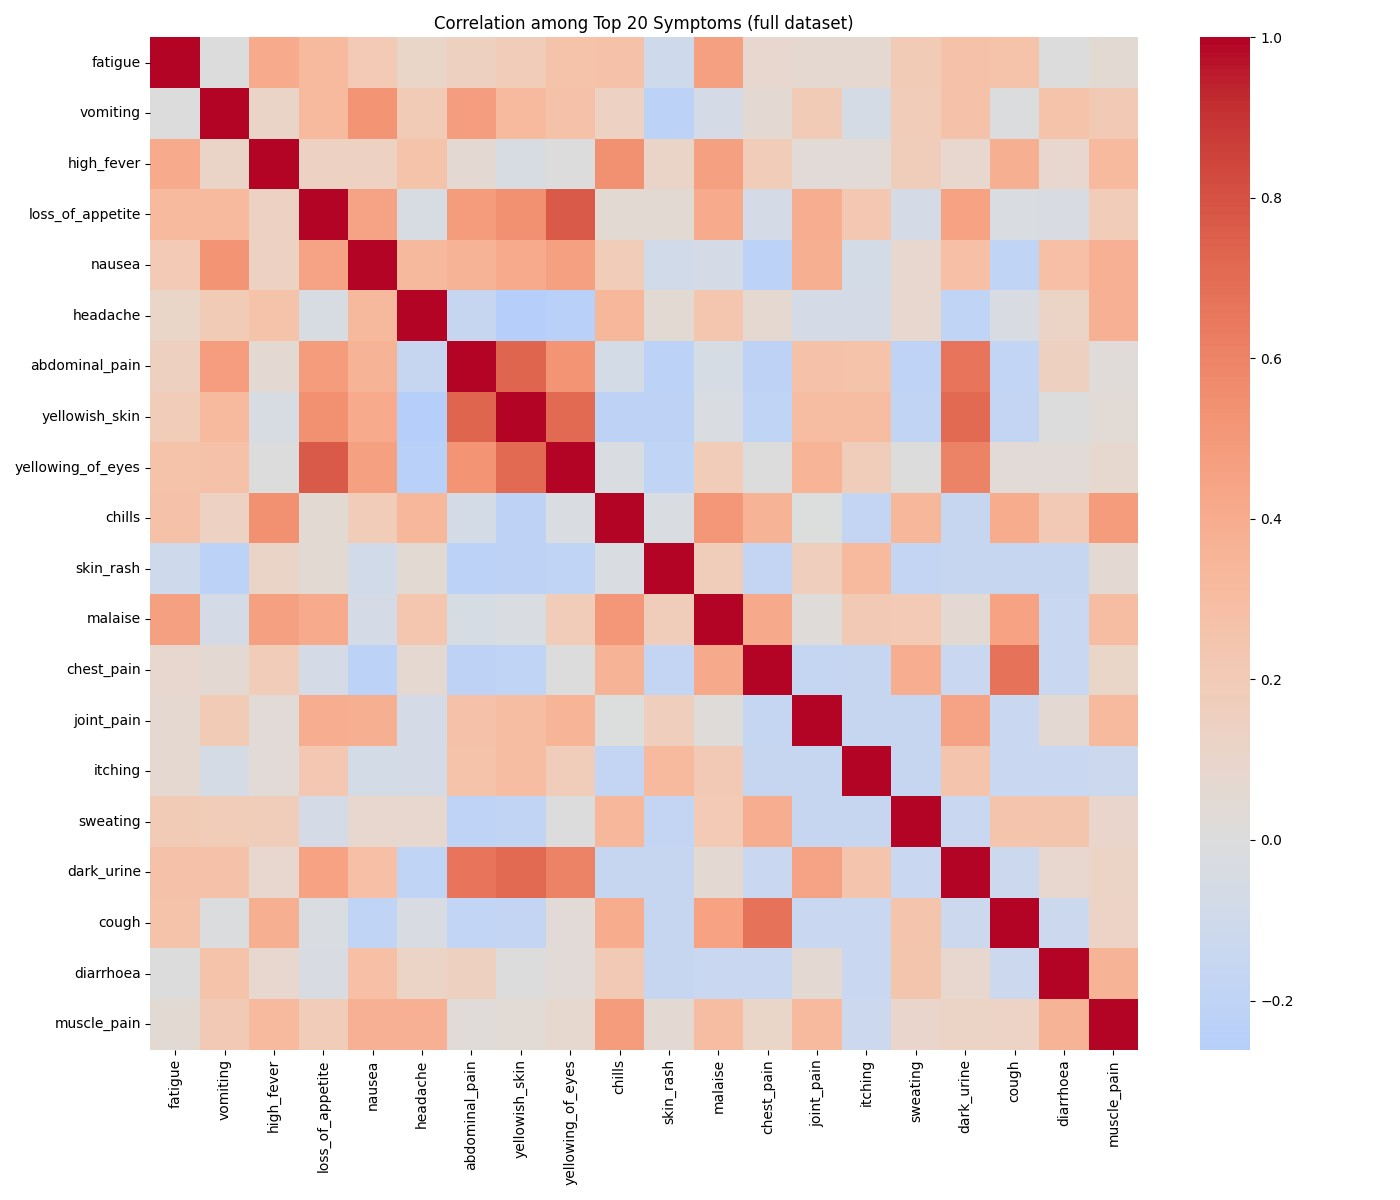 Correlation among Top 20 Symptoms (full dataset)
fatigue
vomiting
high_fever
loss_of_appetite
nausea
headache
abdominal_pain
yellowish_skin
yellowing_of_eyes
chills
skin_rash
malaise
chest_pain
joint_pain
itching
sweating
dark_urine
cough
diarrhoea
muscle_pain
fatigue
vomiting
high_fever
loss_of_appetite
nausea
headache
abdominal_pain
yellowish_skin
yellowing_of_eyes
chills
skin_rash
malaise
chest_pain
joint_pain
itching
sweating
dark_urine
cough
diarrhoea
muscle_pain
1.0
0.8
0.6
0.4
0.2
0.0
−0.2